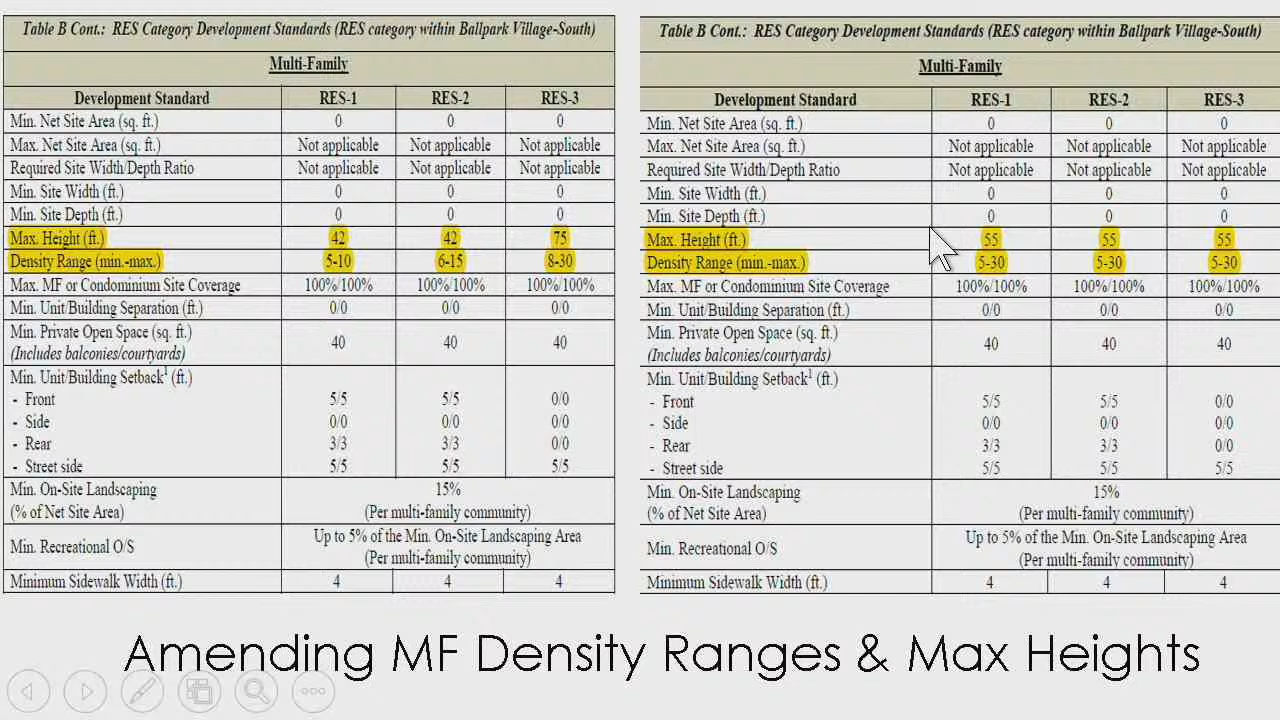 Table B Cont.: RES Category Development Standards (RES category within Ballpark Village-South)
Multi-Family
Development Standard RES-1 RES-2 RES-3
Min. Net Site Area (sq. ft.) 0 0 0
Max. Net Site Area (sq. ft.) Not applicable Not applicable Not applicable
Required Site Width/Depth Ratio Not applicable Not applicable Not applicable
Min. Site Width (ft.) 0 0 0
Min. Site Depth (ft.) 0 0 0
Max. Height (ft.) 42 42 75
Density Range (min.-max.) 5-10 6-15 8-30
Max. MF or Condominium Site Coverage 100%/100% 100%/100% 100%/100%
Min. Unit/Building Separation (ft.) 0/0 0/0 0/0
Min. Private Open Space (sq. ft.)
(Includes balconies/courtyards) 40 40 40
Min. Unit/Building Setback1 (ft.)
- Front 5/5 5/5 0/0
- Side 0/0 0/0 0/0
- Rear 3/3 3/3 0/0
- Street side 5/5 5/5 5/5
Min. On-Site Landscaping 15%
(% of Net Site Area) (Per multi-family community)
Min. Recreational O/S Up to 5% of the Min. On-Site Landscaping Area
(Per multi-family community)
Minimum Sidewalk Width (ft.) 4 4 4
Table B Cont.: RES Category Development Standards (RES category within Ballpark Village-South)
Multi-Family
Development Standard RES-1 RES-2 RES-3
Min. Net Site Area (sq. ft.) 0 0 0
Max. Net Site Area (sq. ft.) Not applicable Not applicable Not applicable
Required Site Width/Depth Ratio Not applicable Not applicable Not applicable
Min. Site Width (ft.) 0 0 0
Min. Site Depth (ft.) 0 0 0
Max. Height (ft.) 55 55 55
Density Range (min.-max.) 5-30 5-30 5-30
Max. MF or Condominium Site Coverage 100%/100% 100%/100% 100%/100%
Min. Unit/Building Separation (ft.) 0/0 0/0 0/0
Min. Private Open Space (sq. ft.)
(Includes balconies/courtyards) 40 40 40
Min. Unit/Building Setback1 (ft.)
- Front 5/5 5/5 0/0
- Side 0/0 0/0 0/0
- Rear 3/3 3/3 0/0
- Street side 5/5 5/5 5/5
Min. On-Site Landscaping 15%
(% of Net Site Area) (Per multi-family community)
Min. Recreational O/S Up to 5% of the Min. On-Site Landscaping Area
(Per multi-family community)
Minimum Sidewalk Width (ft.) 4 4 4
Amending MF Density Ranges & Max Heights